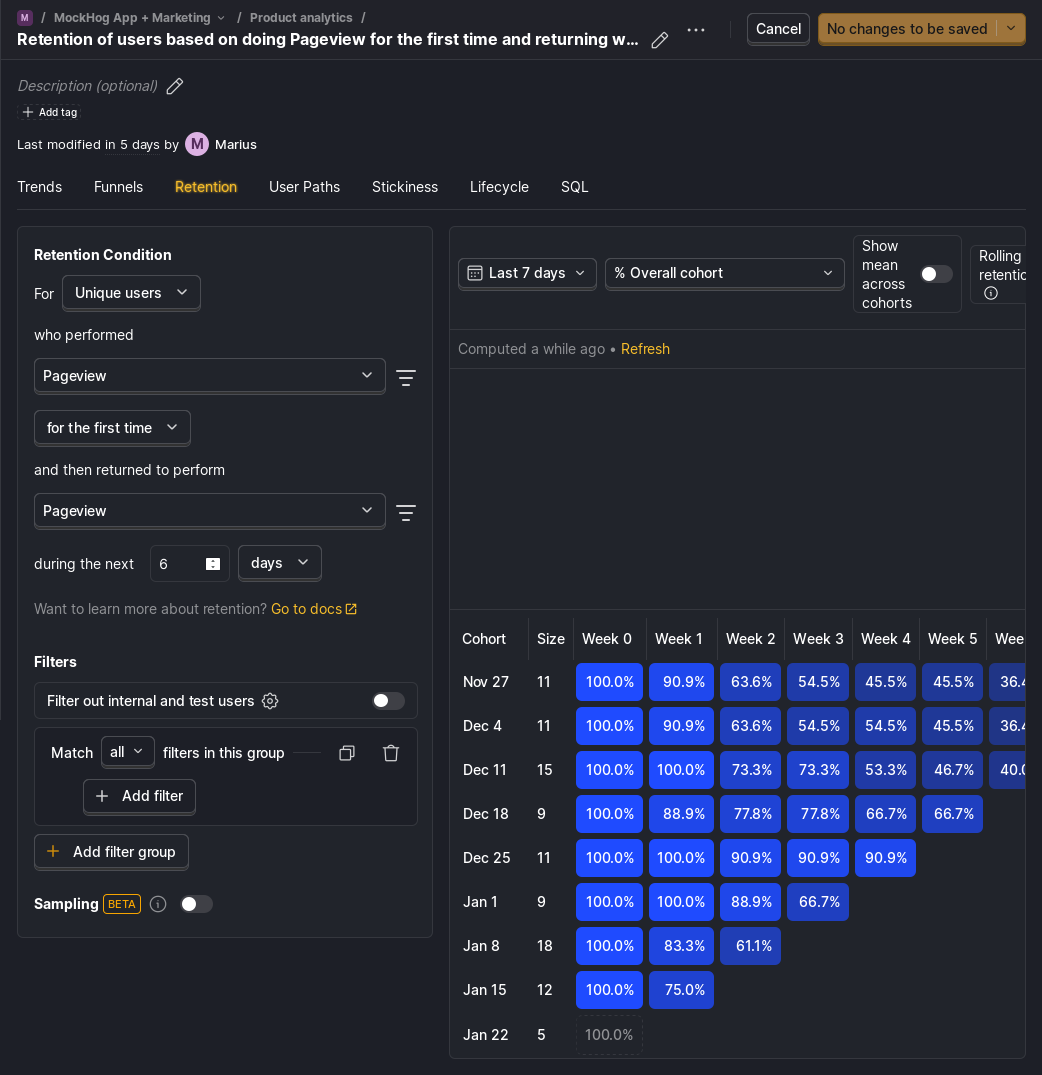 M / MockHog App + Marketing / Product analytics /
Retention of users based on doing Pageview for the first time and returning w...
Cancel
No changes to be saved
Description (optional)
Add tag
Last modified in 5 days by M Marius
Trends Funnels Retention User Paths Stickiness Lifecycle SQL
Retention Condition
For Unique users
who performed
Pageview
for the first time
and then returned to perform
Pageview
during the next 6 days
Want to learn more about retention? Go to docs
Filters
Filter out internal and test users
Match all filters in this group
Add filter
Add filter group
Sampling BETA
Last 7 days
% Overall cohort
Show
mean
across
cohorts
Rolling
retentio
Computed a while ago • Refresh
Cohort Size Week 0 Week 1 Week 2 Week 3 Week 4 Week 5 Wee
Nov 27 11 100.0% 90.9% 63.6% 54.5% 45.5% 45.5% 36.4
Dec 4 11 100.0% 90.9% 63.6% 54.5% 54.5% 45.5% 36.4
Dec 11 15 100.0% 100.0% 73.3% 73.3% 53.3% 46.7% 40.0
Dec 18 9 100.0% 88.9% 77.8% 77.8% 66.7% 66.7%
Dec 25 11 100.0% 100.0% 90.9% 90.9% 90.9%
Jan 1 9 100.0% 100.0% 88.9% 66.7%
Jan 8 18 100.0% 83.3% 61.1%
Jan 15 12 100.0% 75.0%
Jan 22 5 100.0%